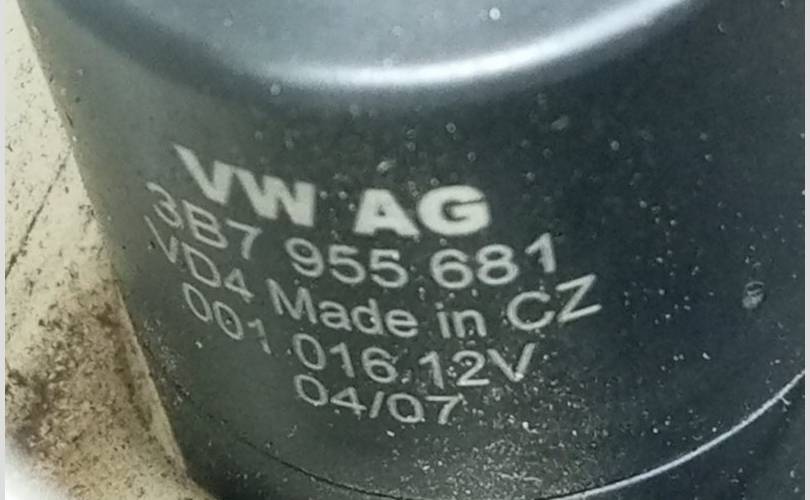 VW AG
3B7 955 681
VD4 Made in CZ
001 016 12V
04/07